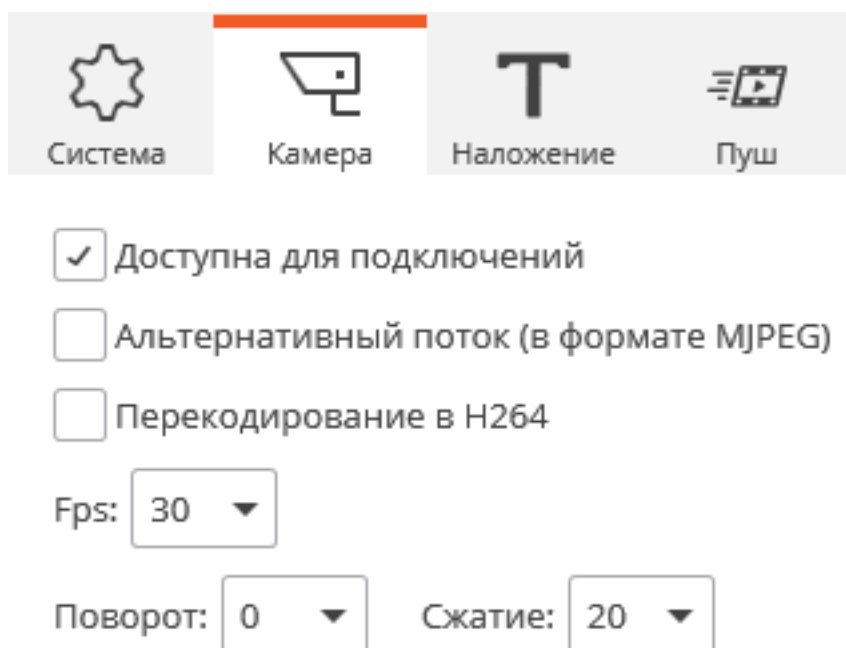 Система Камера Наложение Пуш
Доступна для подключений
Альтернативный поток (в формате MJPEG)
Перекодирование в H264
Fps: 30
Поворот: 0 Сжатие: 20